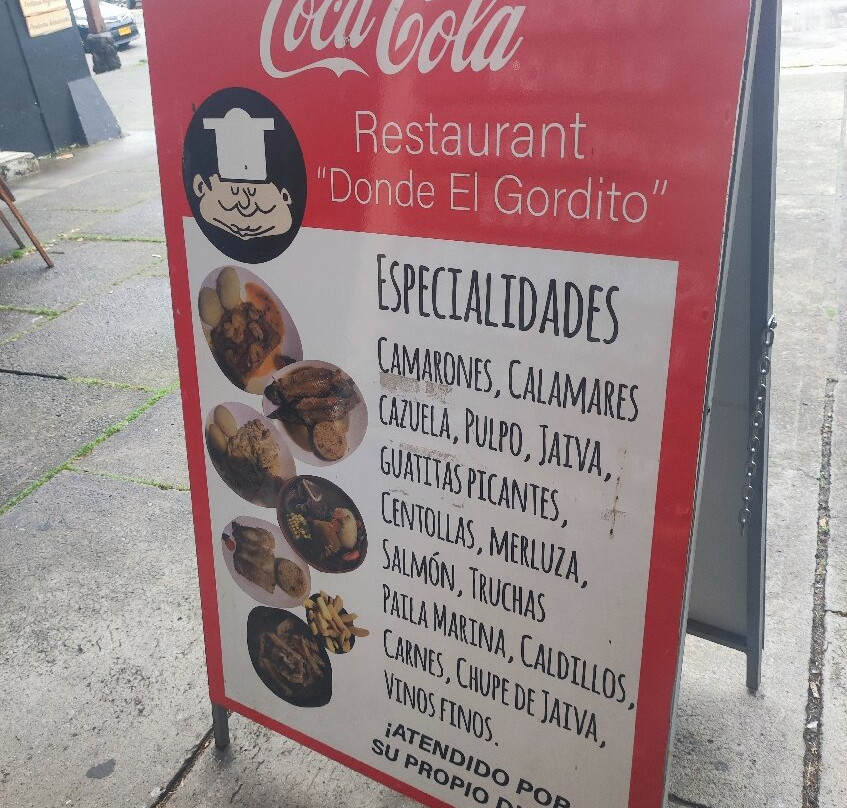 Coca Cola
Restaurant
“Donde El Gordito”
ESPECIALIDADES
CAMARONES, CALAMARES
CAZUELA, PULPO, JAIVA,
GUATITAS PICANTES,
CENTOLLAS, MERLUZA,
SALMÓN, TRUCHAS
PAILA MARINA, CALDILLOS,
CARNES, CHUPE DE JAIVA,
VINOS FINOS.
¡ATENDIDO POR
SU PROPIO